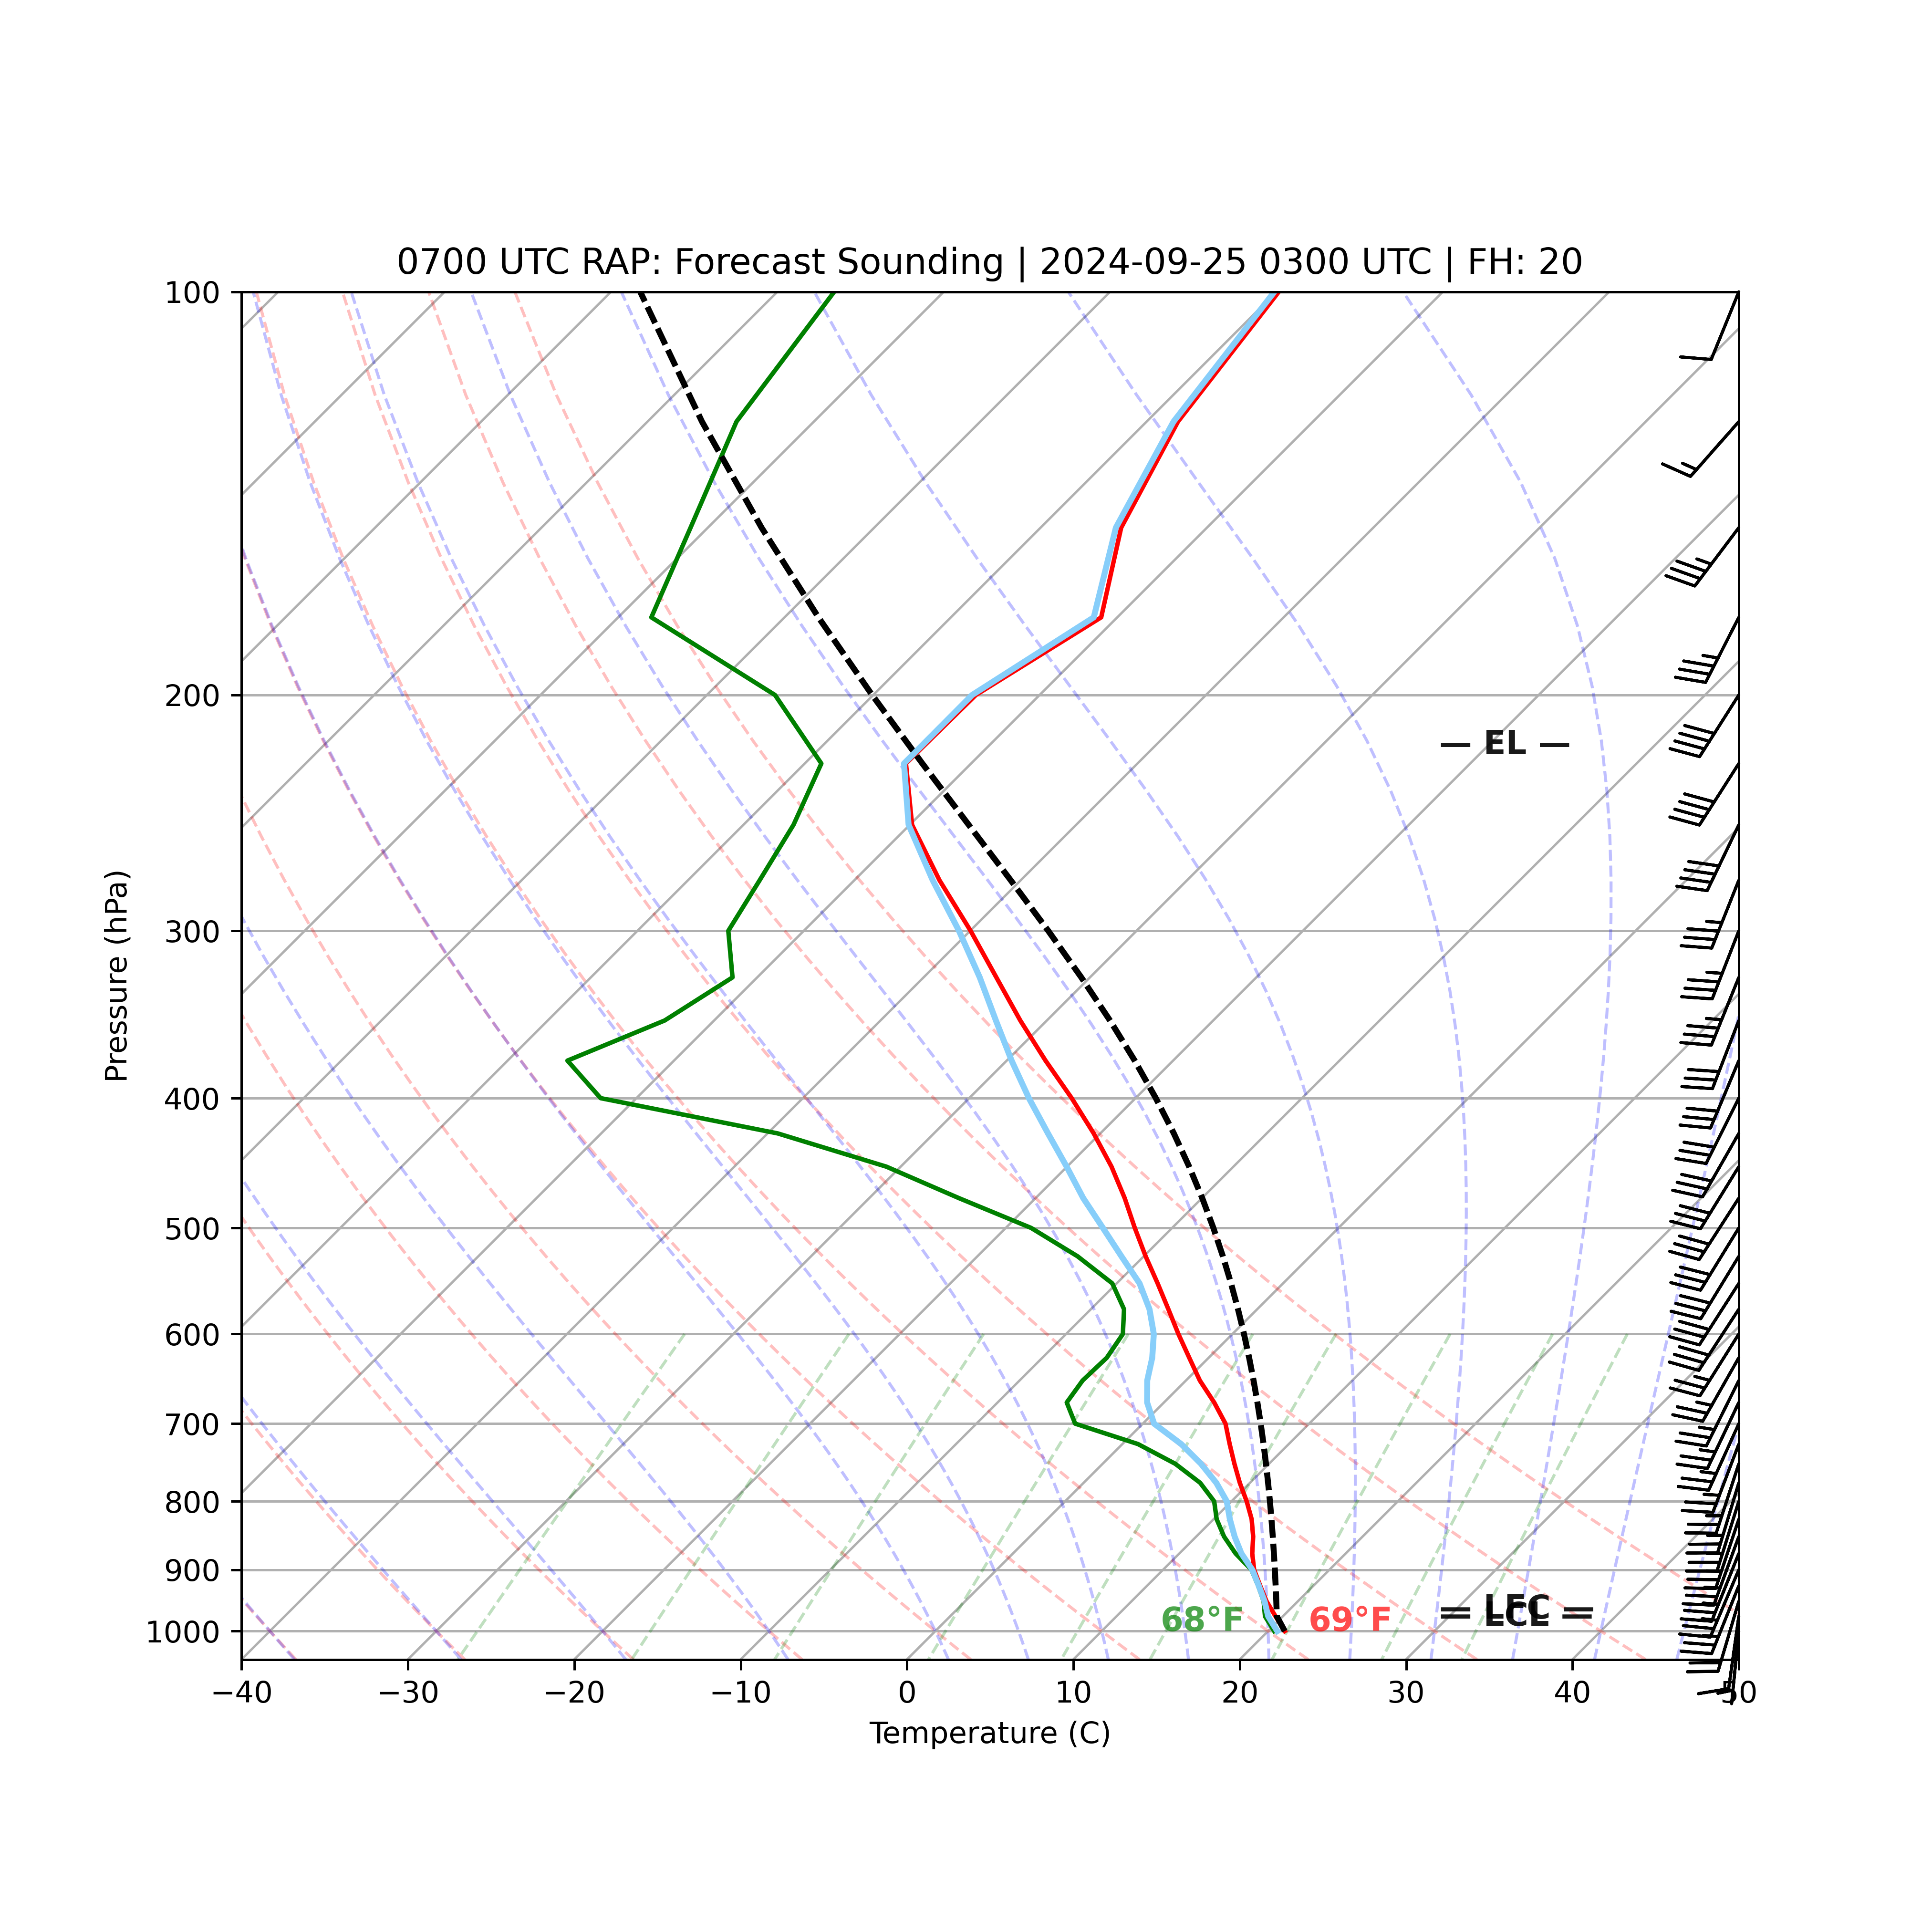 0700 UTC RAP: Forecast Sounding | 2024-09-25 0300 UTC | FH: 20
100
200
— EL —
300
Pressure (hPa)
400
500
600
700
800
900
— LFC —
— LCL —
68°F 69°F
1000
−40 −30 −20 −10 0 10 20 30 40 50
Temperature (C)